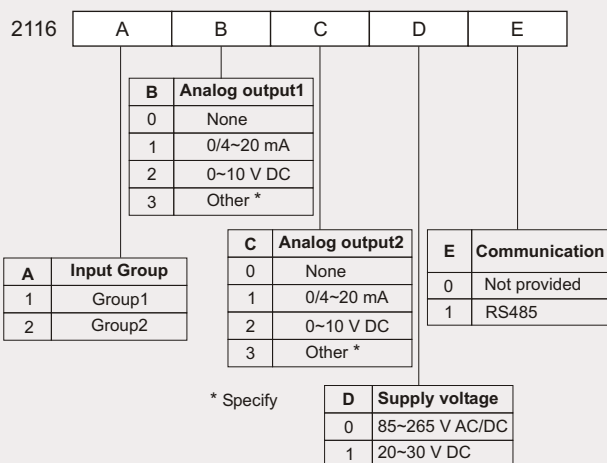 2116 A B C D E
B Analog output1
0 None
1 0/4~20 mA
2 0~10 V DC
3 Other *
A Input Group
1 Group1
2 Group2
C Analog output2
0 None
1 0/4~20 mA
2 0~10 V DC
3 Other *
E Communication
0 Not provided
1 RS485
* Specify
D Supply voltage
0 85~265 V AC/DC
1 20~30 V DC